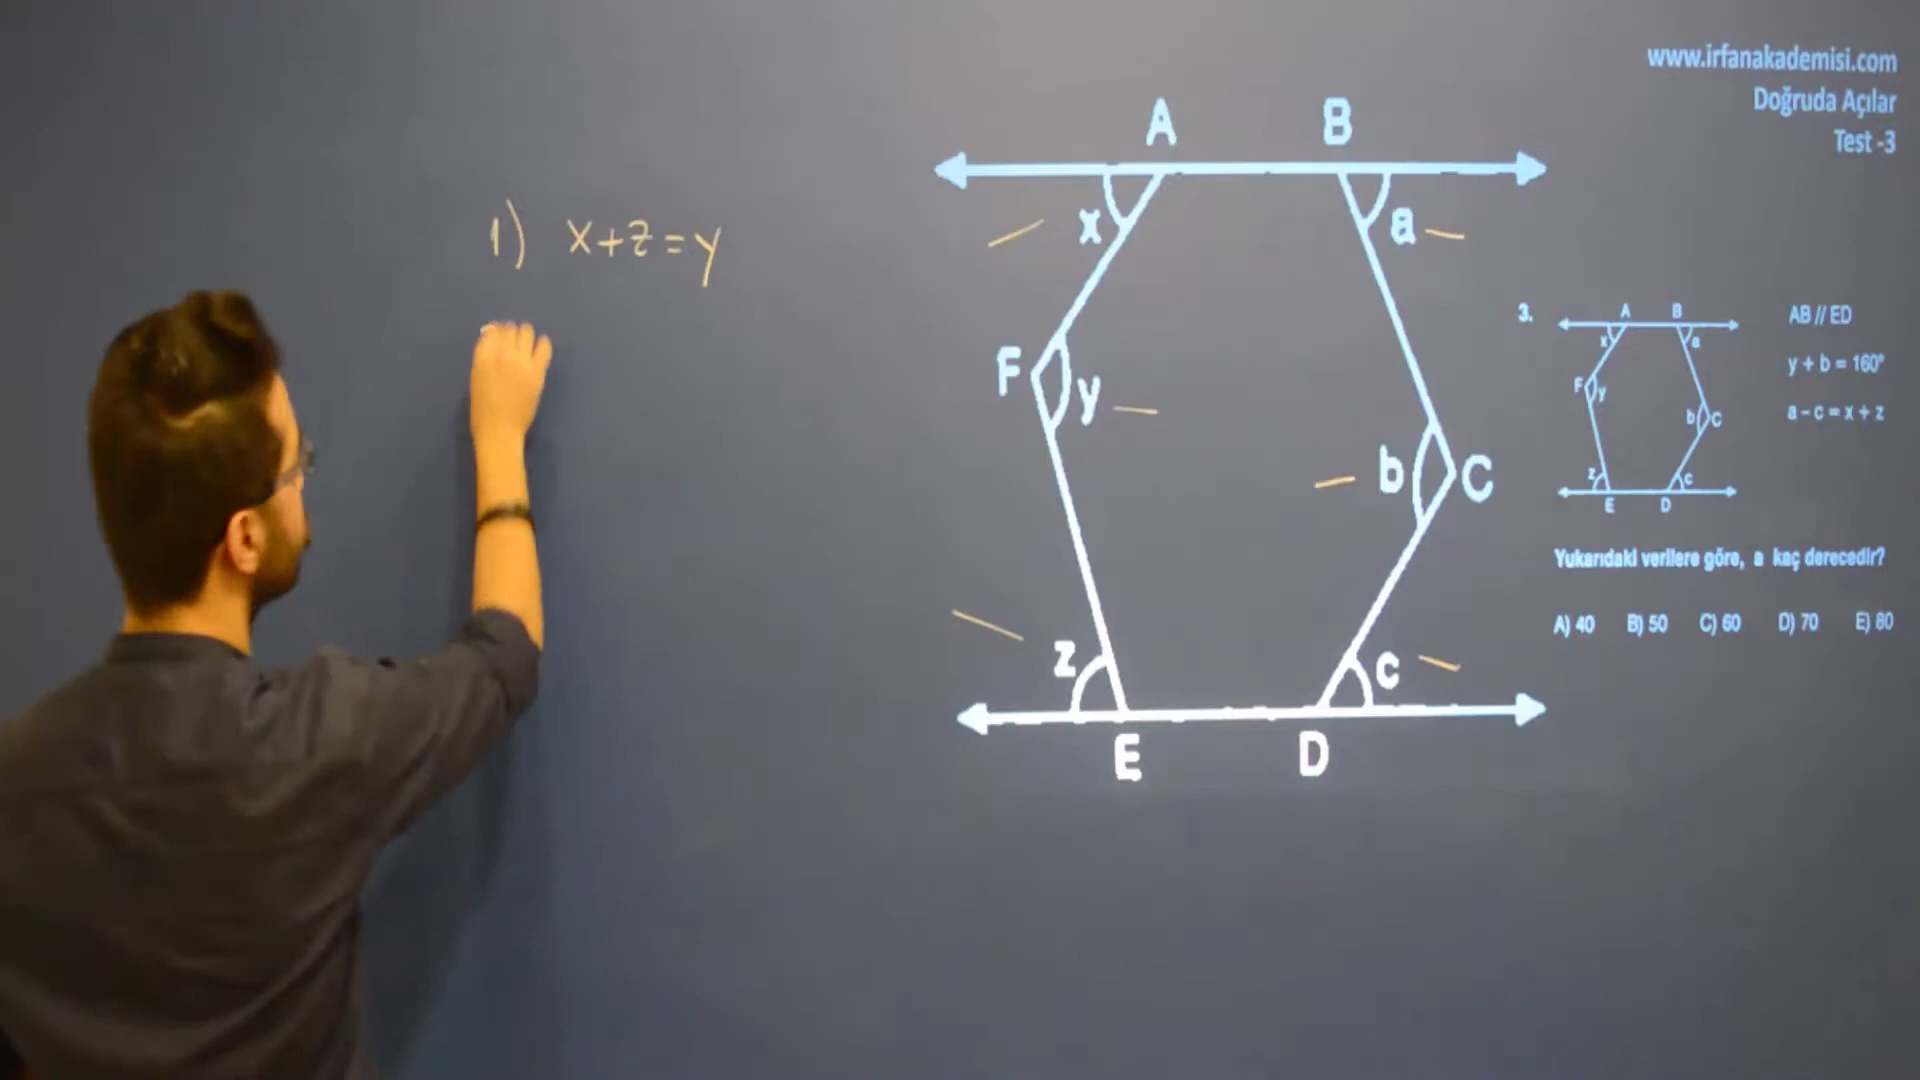 www.irfanakademisi.com
Doğruda Açılar
Test -3
1) x+z=y
A B
x a
F y
b C
z c
E D
3.
A B
x a
F y
b C
z c
E D
AB // ED
y + b = 160°
a - c = x + z
Yukarıdaki verilere göre, a kaç derecedir?
A) 40 B) 50 C) 60 D) 70 E) 80